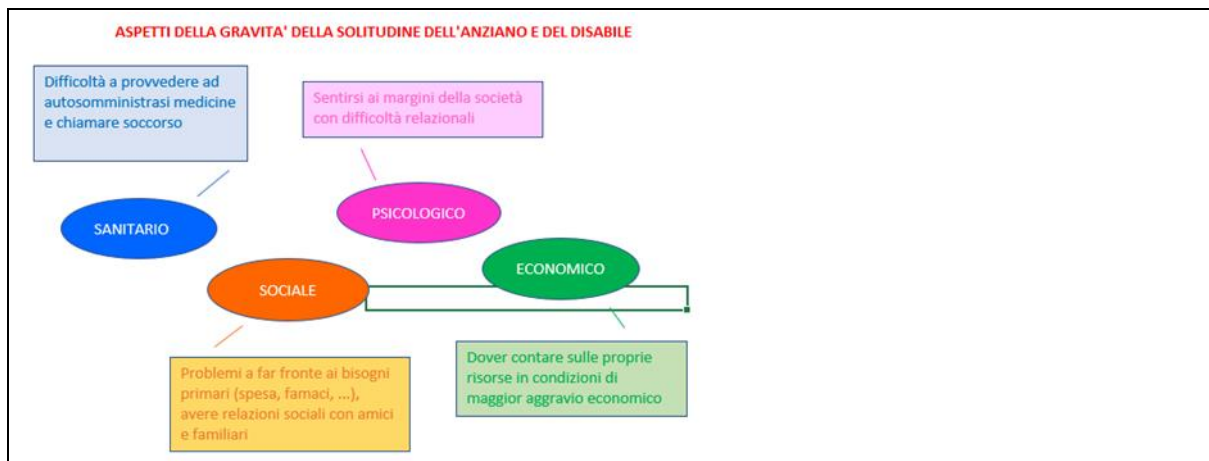 ASPETTI DELLA GRAVITA' DELLA SOLITUDINE DELL'ANZIANO E DEL DISABILE
Difficoltà a provvedere ad
autosomministrasi medicine
e chiamare soccorso
Sentirsi ai margini della società
con difficoltà relazionali
SANITARIO
PSICOLOGICO
SOCIALE
ECONOMICO
Problemi a far fronte ai bisogni
primari (spesa, famaci, ...),
avere relazioni sociali con amici
e familiari
Dover contare sulle proprie
risorse in condizioni di
maggior aggravio economico